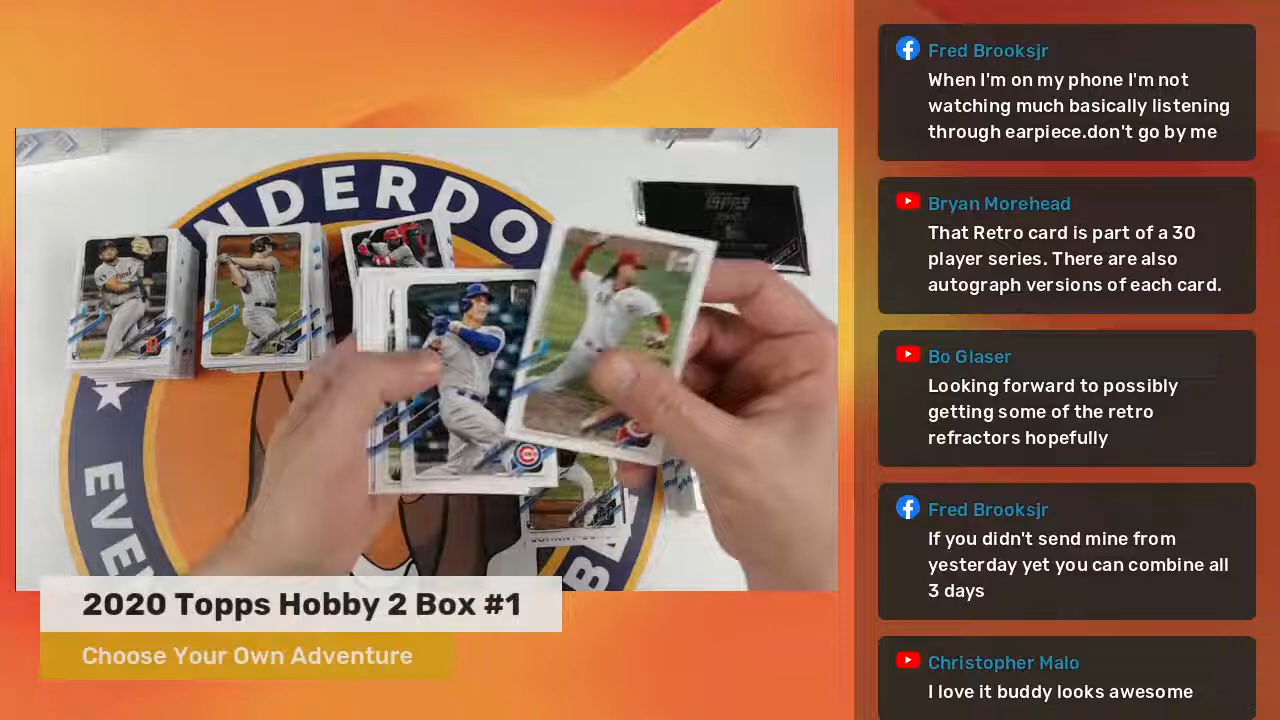 NDERDO
EVE
B
TOPPS
2020 Topps Hobby 2 Box #1
Choose Your Own Adventure
Fred Brooksjr
When I'm on my phone I'm not
watching much basically listening
through earpiece.don't go by me
Bryan Morehead
That Retro card is part of a 30
player series. There are also
autograph versions of each card.
Bo Glaser
Looking forward to possibly
getting some of the retro
refractors hopefully
Fred Brooksjr
If you didn't send mine from
yesterday yet you can combine all
3 days
Christopher Malo
I love it buddy looks awesome